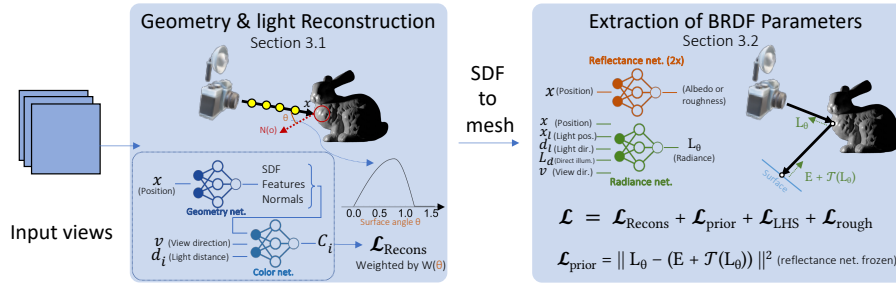 Geometry & light Reconstruction
Section 3.1
x
θ
N(o)
x
(Position)
SDF
Features
Normals
Geometry net.
0.0 0.5 1.0 1.5
Surface angle θ
v (View direction)
d_i (Light distance)
Color net.
C_i
ℒ_Recons
Weighted by W(θ)
Input views
SDF
to
mesh
Extraction of BRDF Parameters
Section 3.2
Reflectance net. (2x)
x (Position)
(Albedo or
roughness)
x (Position)
x_l (Light pos.)
d_l (Light dir.)
L_d (Direct illum.)
v (View dir.)
L_θ
(Radiance)
Radiance net.
L_θ
Surface
E + 𝒯(L_θ)
ℒ = ℒ_Recons + ℒ_prior + ℒ_LHS + ℒ_rough
ℒ_prior = || L_θ − (E + 𝒯(L_θ)) ||² (reflectance net. frozen)